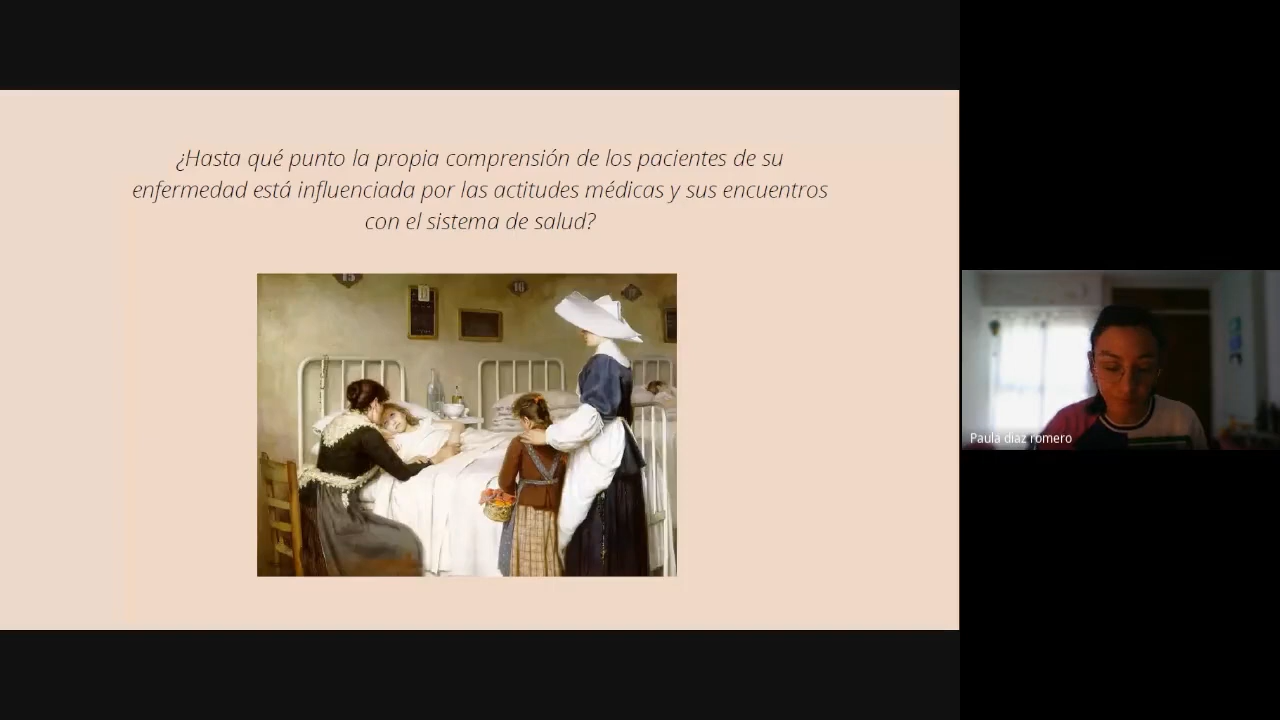 ¿Hasta qué punto la propia comprensión de los pacientes de su
enfermedad está influenciada por las actitudes médicas y sus encuentros
con el sistema de salud?
Paula diaz romero